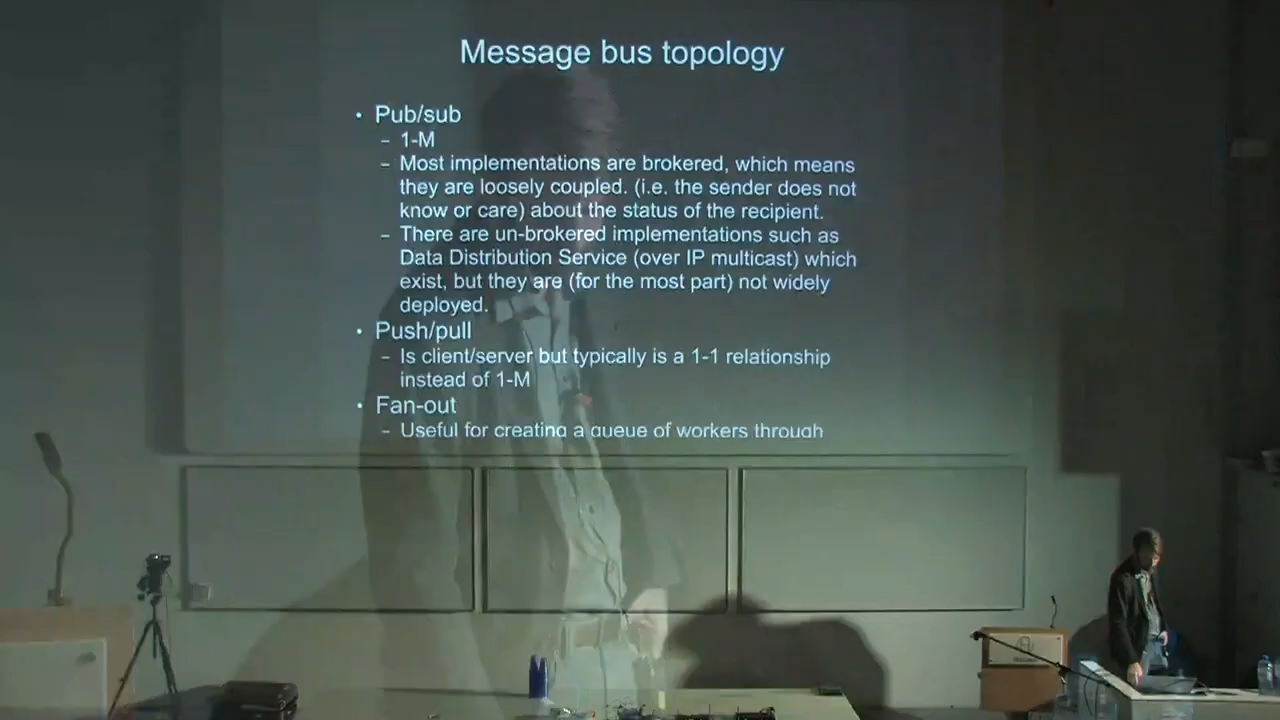 Message bus topology
• Pub/sub
– 1-M
– Most implementations are brokered, which means
they are loosely coupled. (i.e. the sender does not
know or care) about the status of the recipient.
– There are un-brokered implementations such as
Data Distribution Service (over IP multicast) which
exist, but they are (for the most part) not widely
deployed.
• Push/pull
– Is client/server but typically is a 1-1 relationship
instead of 1-M
• Fan-out
– Useful for creating a queue of workers through